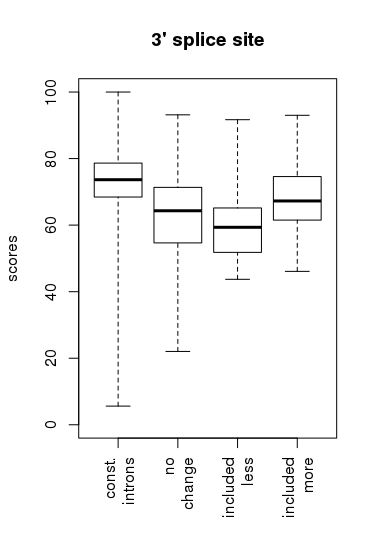 3' splice site
scores
100
80
60
40
20
0
const.
introns
no
change
included
less
included
more